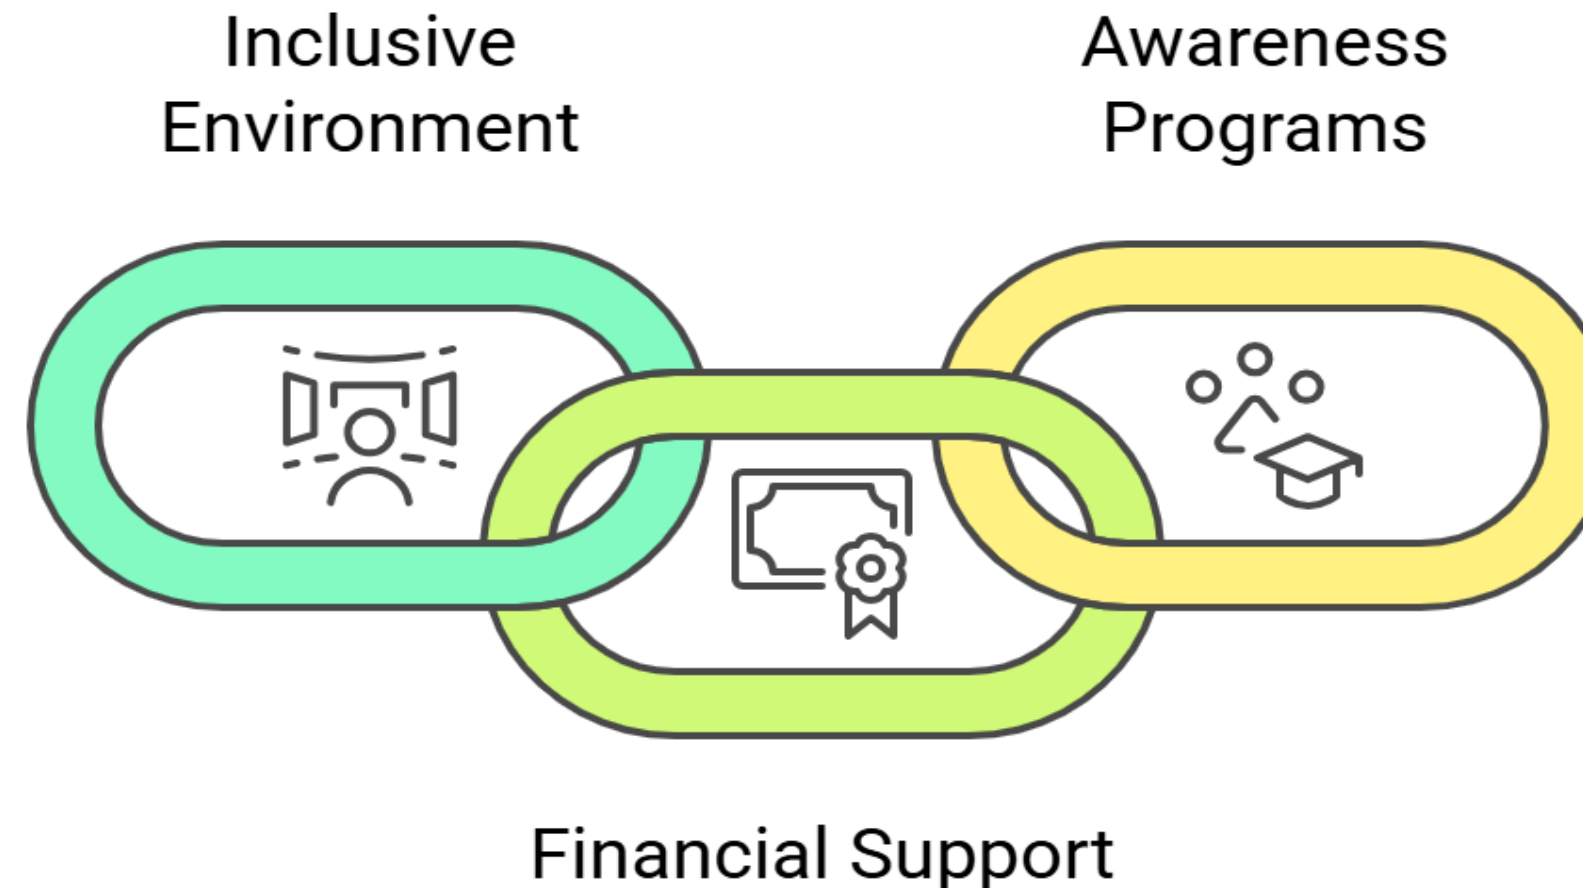 Inclusive
Environment
Awareness
Programs
Financial Support